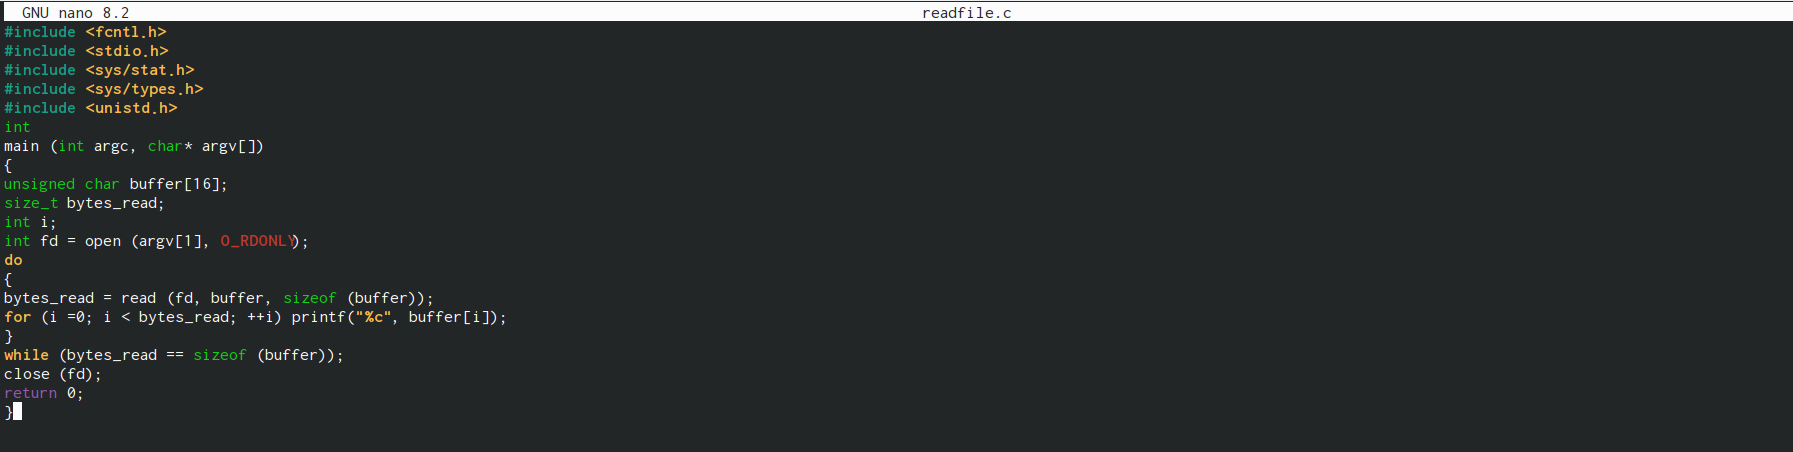 GNU nano 8.2 readfile.c
#include <fcntl.h>
#include <stdio.h>
#include <sys/stat.h>
#include <sys/types.h>
#include <unistd.h>
int
main (int argc, char* argv[])
{
unsigned char buffer[16];
size_t bytes_read;
int i;
int fd = open (argv[1], O_RDONLY);
do
{
bytes_read = read (fd, buffer, sizeof (buffer));
for (i =0; i < bytes_read; ++i) printf("%c", buffer[i]);
}
while (bytes_read == sizeof (buffer));
close (fd);
return 0;
}